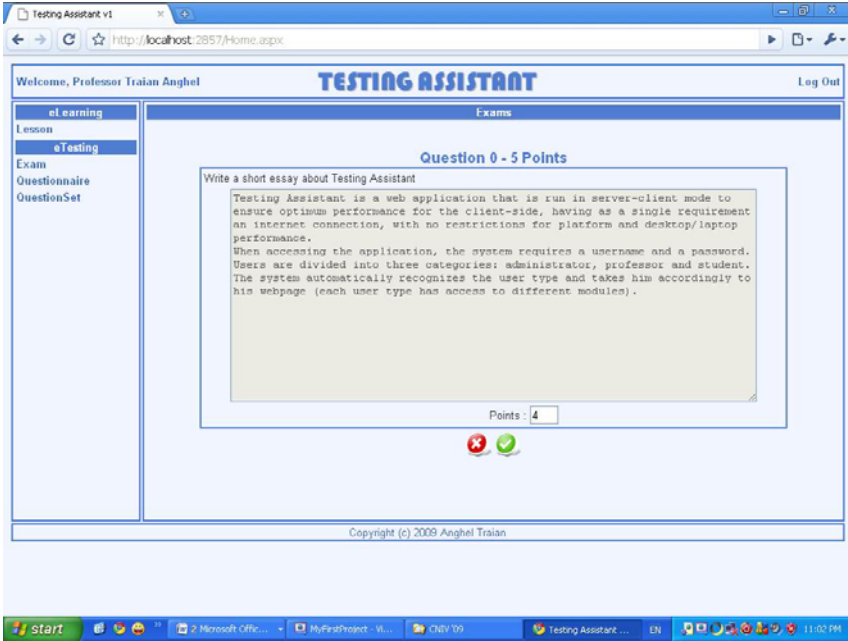 Testing Assistant v1
http://localhost:2857/Home.aspx
Welcome, Professor Traian Anghel
TESTING ASSISTANT
Log Out
eLearning
Lesson
eTesting
Exam
Questionnaire
QuestionSet
Exams
Question 0 - 5 Points
Write a short essay about Testing Assistant
Testing Assistant is a web application that is run in server-client mode to
ensure optimum performance for the client-side, having as a single requirement
an internet connection, with no restrictions for platform and desktop/laptop
performance.
When accessing the application, the system requires a username and a password.
Users are divided into three categories: administrator, professor and student.
The system automatically recognizes the user type and takes him accordingly to
his webpage (each user type has access to different modules).
Points : 4
Copyright (c) 2009 Anghel Traian
start
2 Microsoft Offic...
MyFirstProject - Vi...
CNIV '09
Testing Assistant ...
EN
11:02 PM